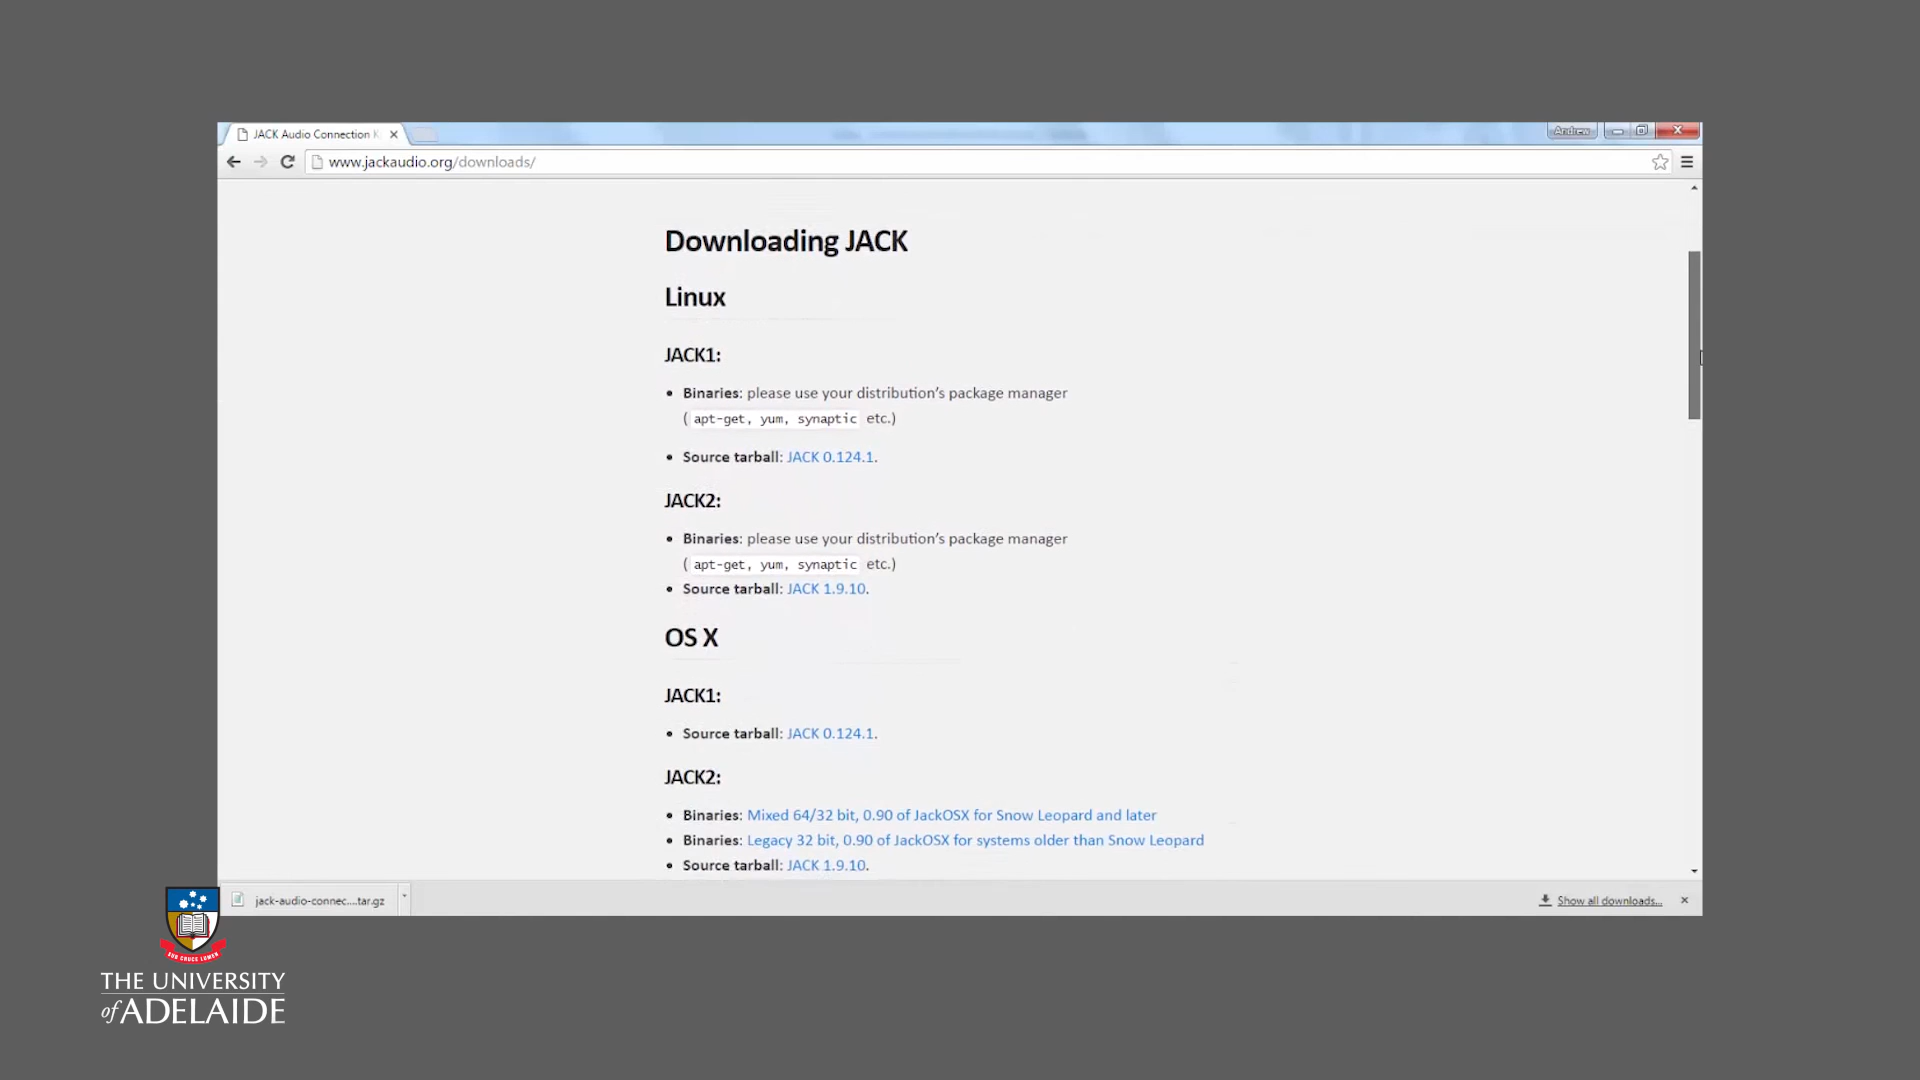 JACK Audio Connection K
Andrew
www.jackaudio.org/downloads/
Downloading JACK
Linux
JACK1:
• Binaries: please use your distribution’s package manager
( apt-get, yum, synaptic etc.)
• Source tarball: JACK 0.124.1.
JACK2:
• Binaries: please use your distribution’s package manager
( apt-get, yum, synaptic etc.)
• Source tarball: JACK 1.9.10.
OS X
JACK1:
• Source tarball: JACK 0.124.1.
JACK2:
• Binaries: Mixed 64/32 bit, 0.90 of JackOSX for Snow Leopard and later
• Binaries: Legacy 32 bit, 0.90 of JackOSX for systems older than Snow Leopard
• Source tarball: JACK 1.9.10.
jack-audio-connec....tar.gz
Show all downloads...
SUB CRUCE LUMEN
THE UNIVERSITY
of ADELAIDE